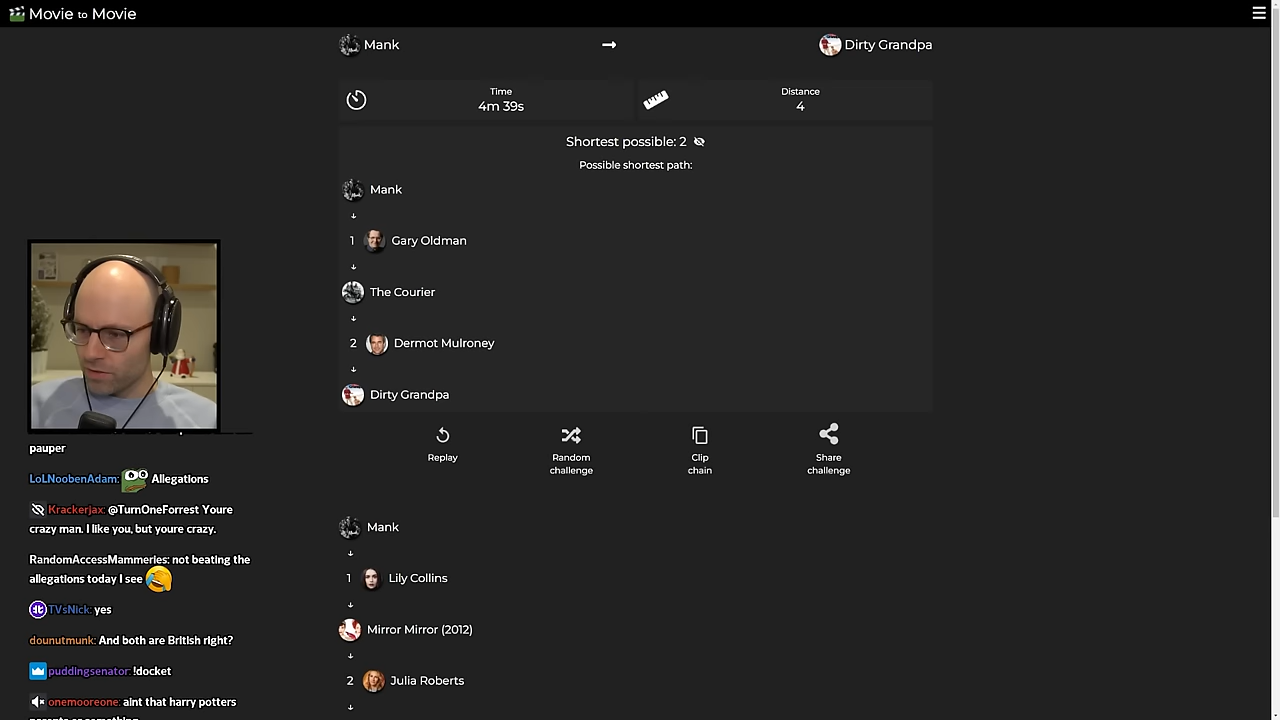 Movie to Movie
Mank
Dirty Grandpa
Time
4m 39s
Distance
4
Shortest possible: 2
Possible shortest path:
Mank
1 Gary Oldman
The Courier
2 Dermot Mulroney
Dirty Grandpa
Replay
Random
challenge
Clip
chain
Share
challenge
Mank
1 Lily Collins
Mirror Mirror (2012)
2 Julia Roberts
pauper
LoLNoobenAdam: Allegations
Krackerjax: @TurnOneForrest Youre
crazy man. I like you, but youre crazy.
RandomAccessMammeries: not beating the
allegations today I see
TVsNick: yes
dounutmunk: And both are British right?
puddingsenator: !docket
onemooreone: aint that harry potters